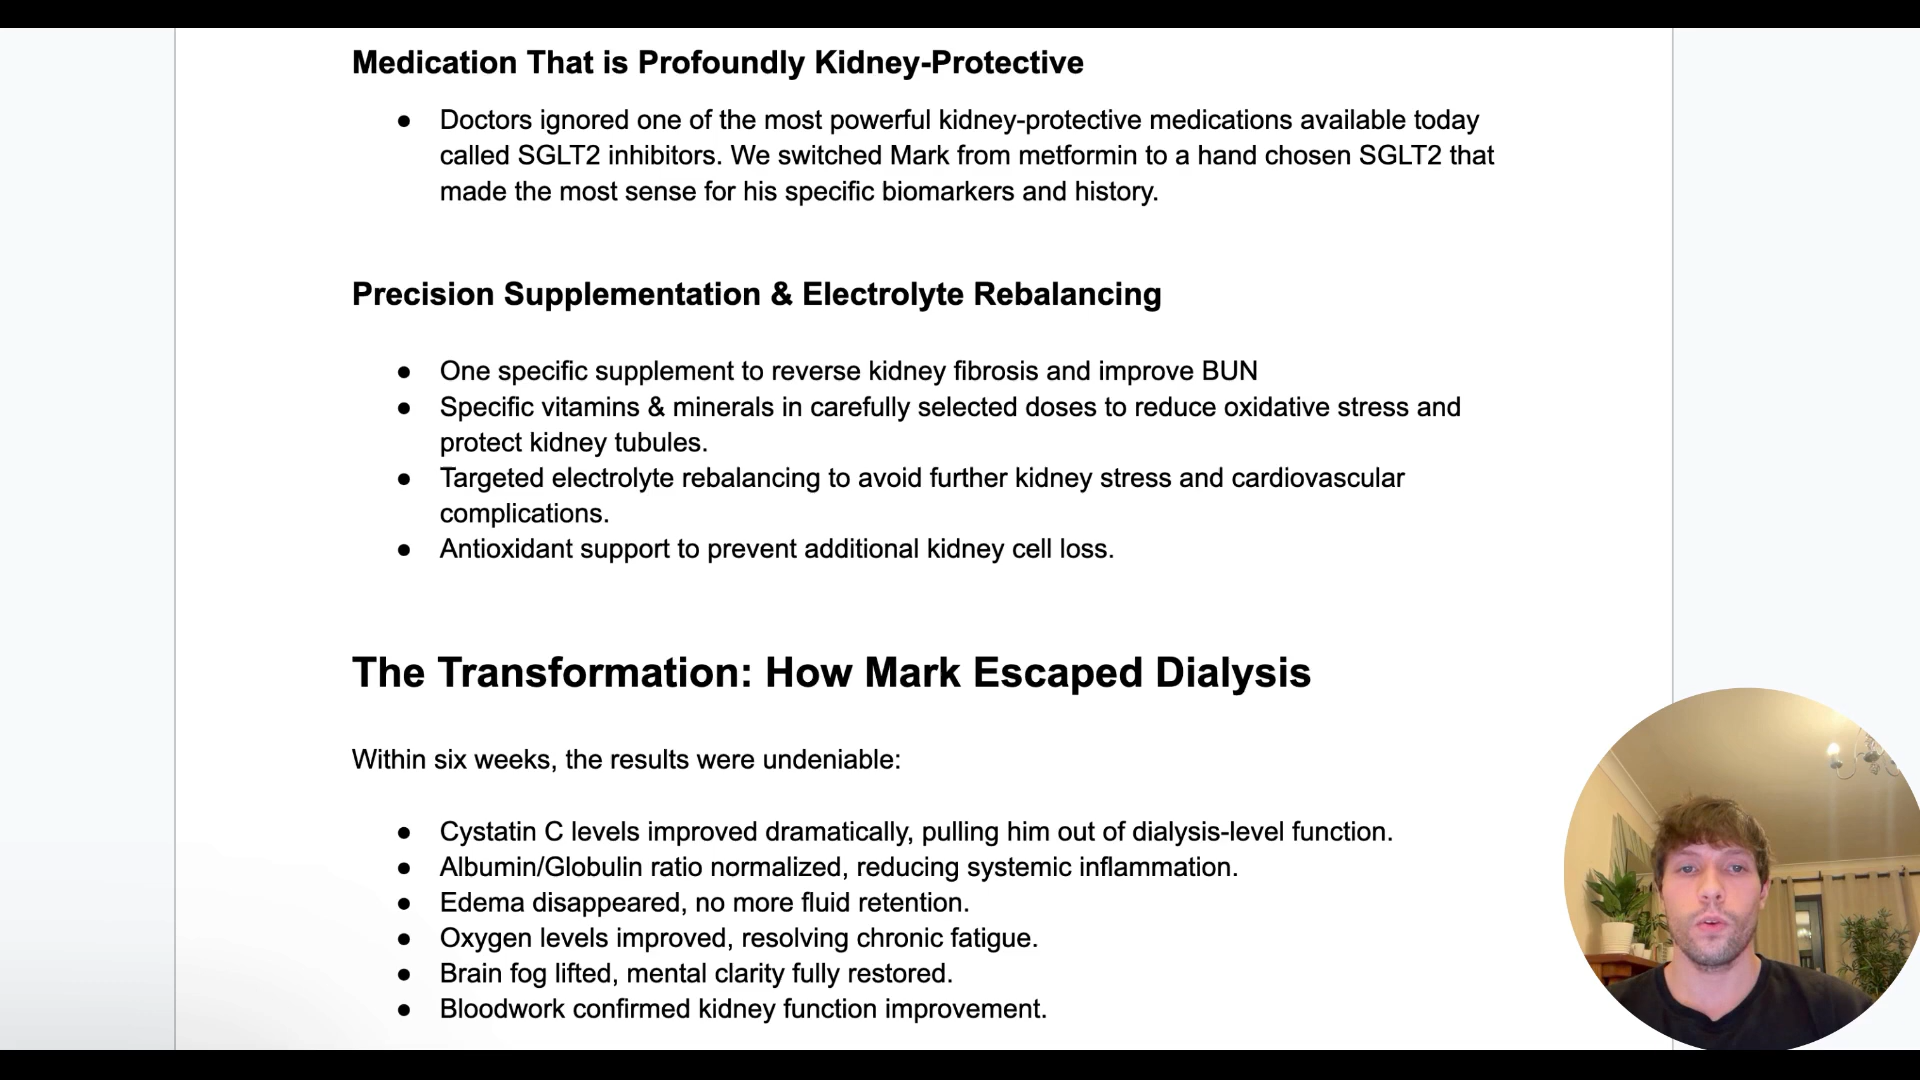 Medication That is Profoundly Kidney-Protective
● Doctors ignored one of the most powerful kidney-protective medications available today
called SGLT2 inhibitors. We switched Mark from metformin to a hand chosen SGLT2 that
made the most sense for his specific biomarkers and history.
Precision Supplementation & Electrolyte Rebalancing
● One specific supplement to reverse kidney fibrosis and improve BUN
● Specific vitamins & minerals in carefully selected doses to reduce oxidative stress and
protect kidney tubules.
● Targeted electrolyte rebalancing to avoid further kidney stress and cardiovascular
complications.
● Antioxidant support to prevent additional kidney cell loss.
The Transformation: How Mark Escaped Dialysis
Within six weeks, the results were undeniable:
● Cystatin C levels improved dramatically, pulling him out of dialysis-level function.
● Albumin/Globulin ratio normalized, reducing systemic inflammation.
● Edema disappeared, no more fluid retention.
● Oxygen levels improved, resolving chronic fatigue.
● Brain fog lifted, mental clarity fully restored.
● Bloodwork confirmed kidney function improvement.